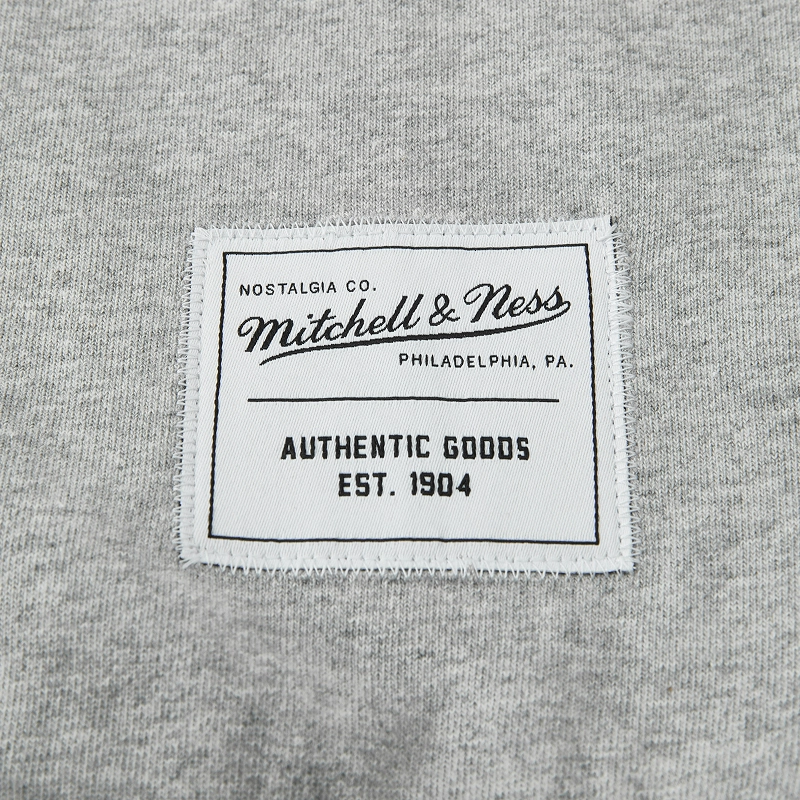 NOSTALGIA CO.
Mitchell & Ness
PHILADELPHIA, PA.
AUTHENTIC GOODS
EST. 1904